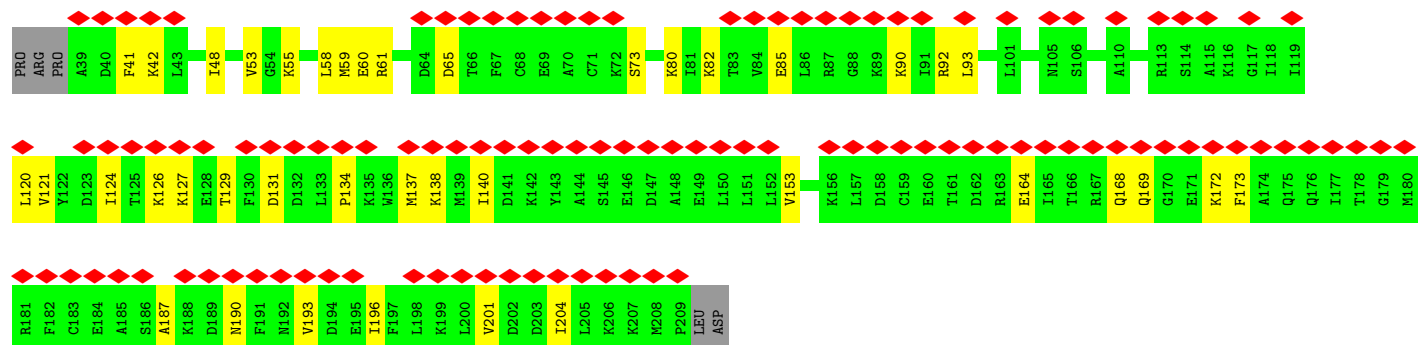 PRO ARG PRO A39 D40 F41 K42 L43 I48 V53 G54 K55 L58 M59 E60 R61 D64 D65 T66 F67 C68 E69 A70 C71 K72 S73 K80 I81 K82 T83 V84 E85 L86 R87 G88 K89 K90 I91 R92 L93 L101 N105 S106 A110 R113 S114 A115 K116 G117 I118 I119
L120 V121 Y122 D123 I124 T125 K126 K127 E128 T129 F130 D131 D132 L133 P134 K135 W136 M137 K138 M139 I140 D141 K142 Y143 A144 S145 E146 D147 A148 E149 L150 L151 L152 V153 K156 L157 D158 C159 E160 T161 D162 R163 E164 I165 T166 R167 Q168 Q169 G170 E171 K172 F173 A174 Q175 Q176 I177 T178 G179 M180
R181 F182 C183 E184 A185 S186 A187 K188 D189 N190 F191 N192 V193 D194 E195 I196 F197 L198 K199 L200 V201 D202 D203 I204 L205 K206 K207 M208 P209 LEU ASP